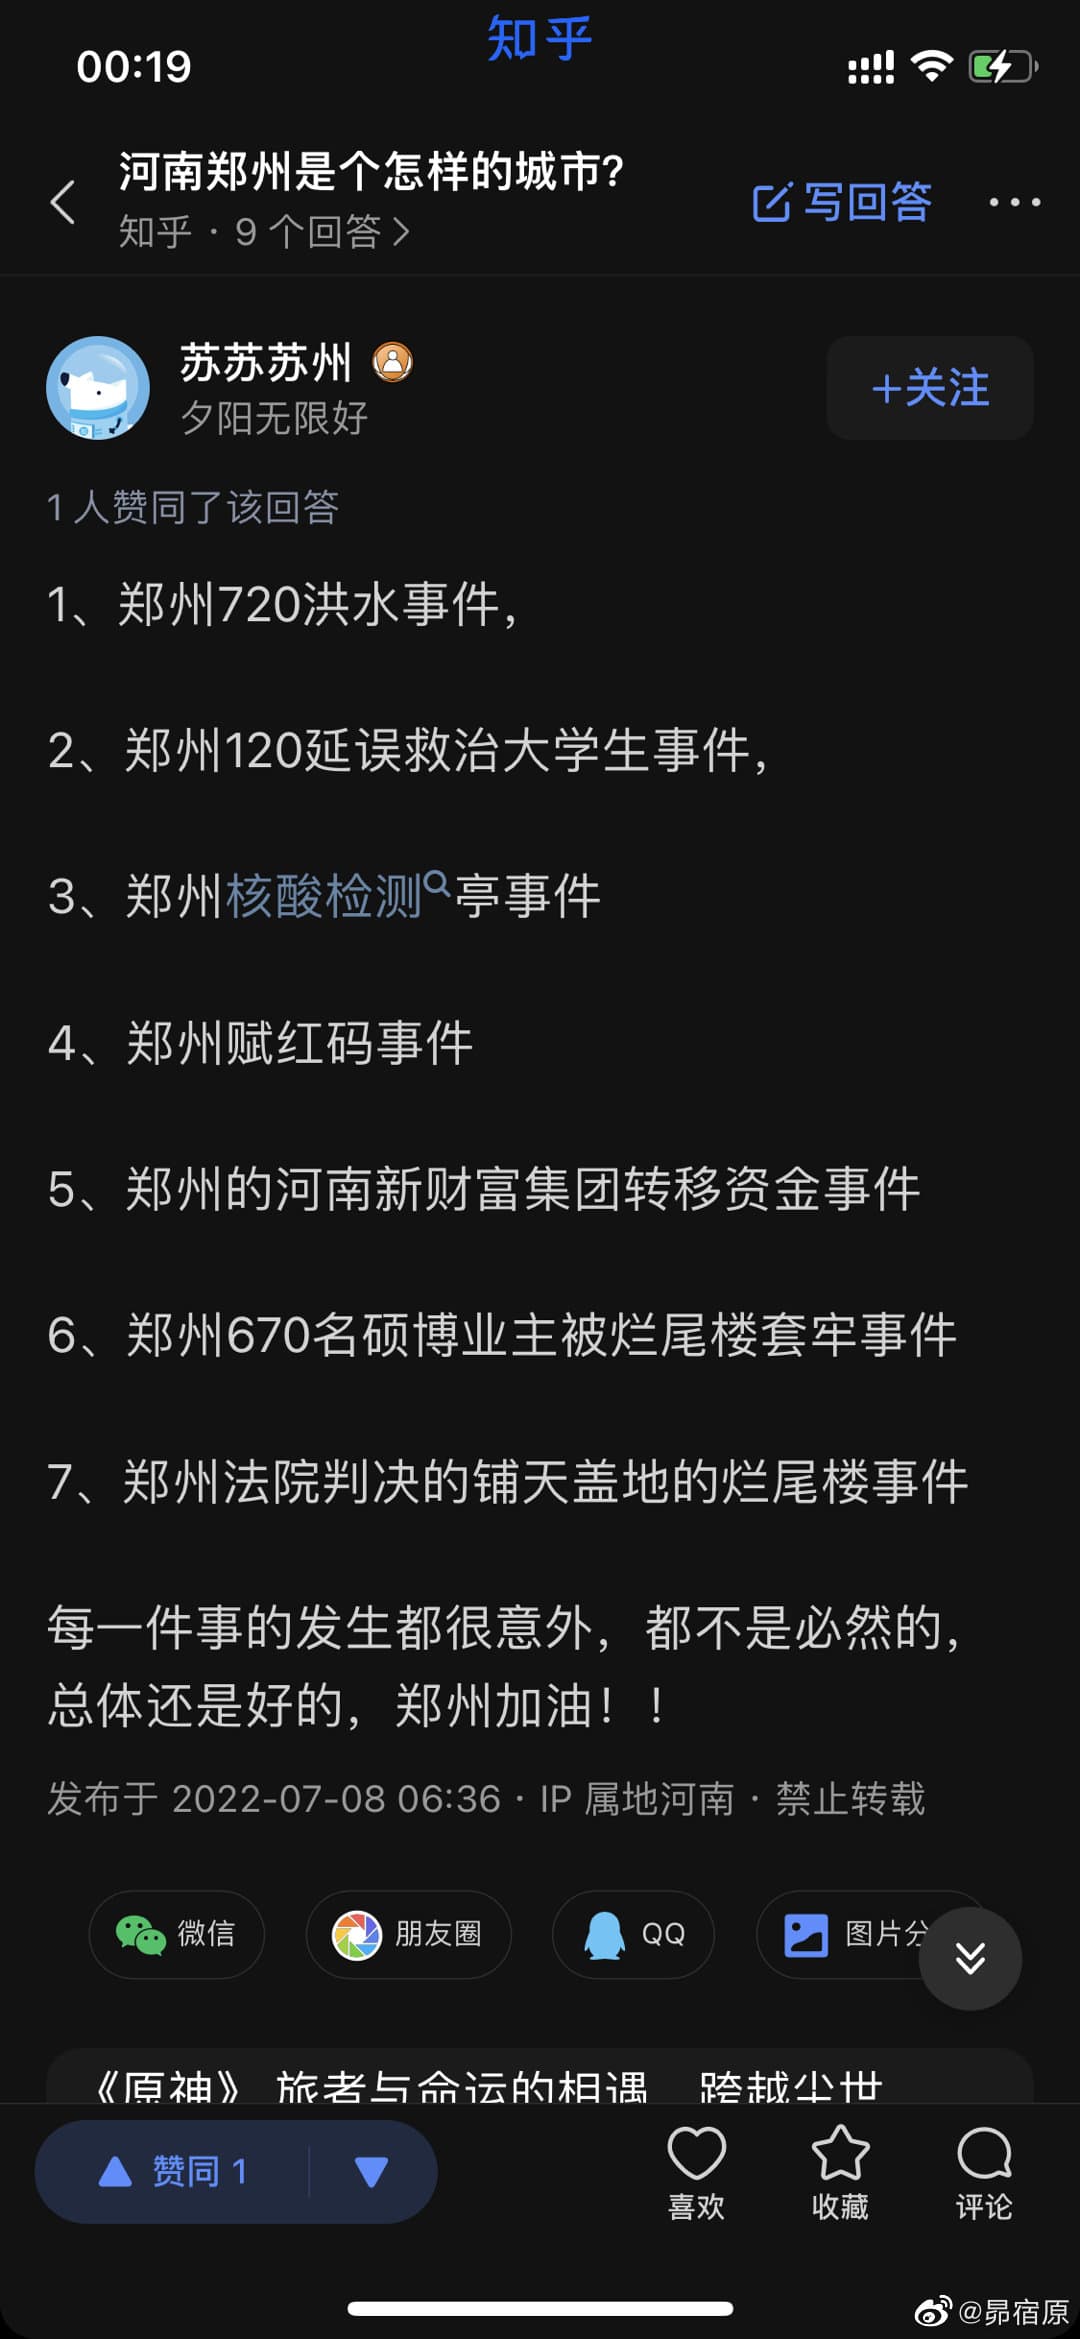 知乎
00:19
河南郑州是个怎样的城市?
知乎 · 9 个回答
写回答
苏苏苏州
夕阳无限好
+关注
1 人赞同了该回答
1、郑州720洪水事件，
2、郑州120延误救治大学生事件，
3、郑州核酸检测亭事件
4、郑州赋红码事件
5、郑州的河南新财富集团转移资金事件
6、郑州670名硕博业主被烂尾楼套牢事件
7、郑州法院判决的铺天盖地的烂尾楼事件
每一件事的发生都很意外，都不是必然的，
总体还是好的，郑州加油！！
发布于 2022-07-08 06:36 · IP 属地河南 · 禁止转载
微信
朋友圈
QQ
图片分
《原神》 旅者与命运的相遇 跨越尘世
赞同 1
喜欢
收藏
评论
@昴宿原